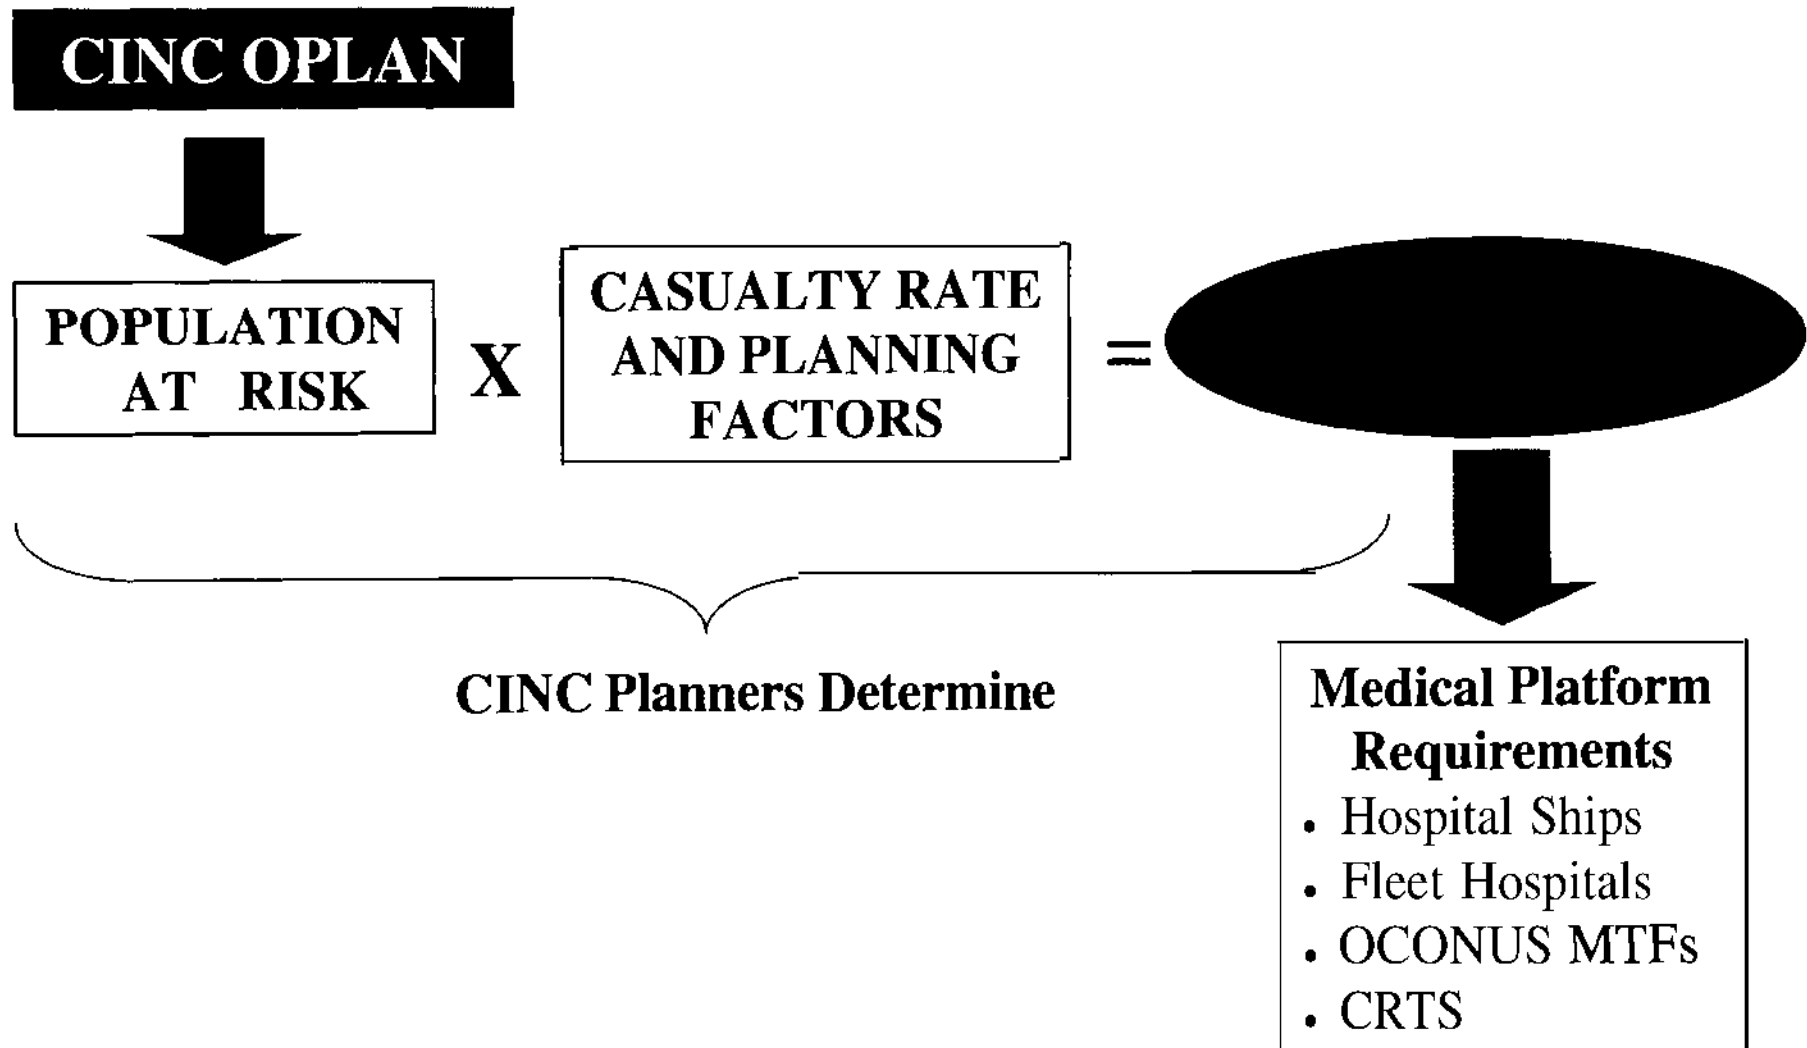 CINC OPLAN
POPULATION
AT RISK
X
CASUALTY RATE
AND PLANNING
FACTORS
=
CINC Planners Determine
Medical Platform
Requirements
• Hospital Ships
• Fleet Hospitals
• OCONUS MTFs
• CRTS